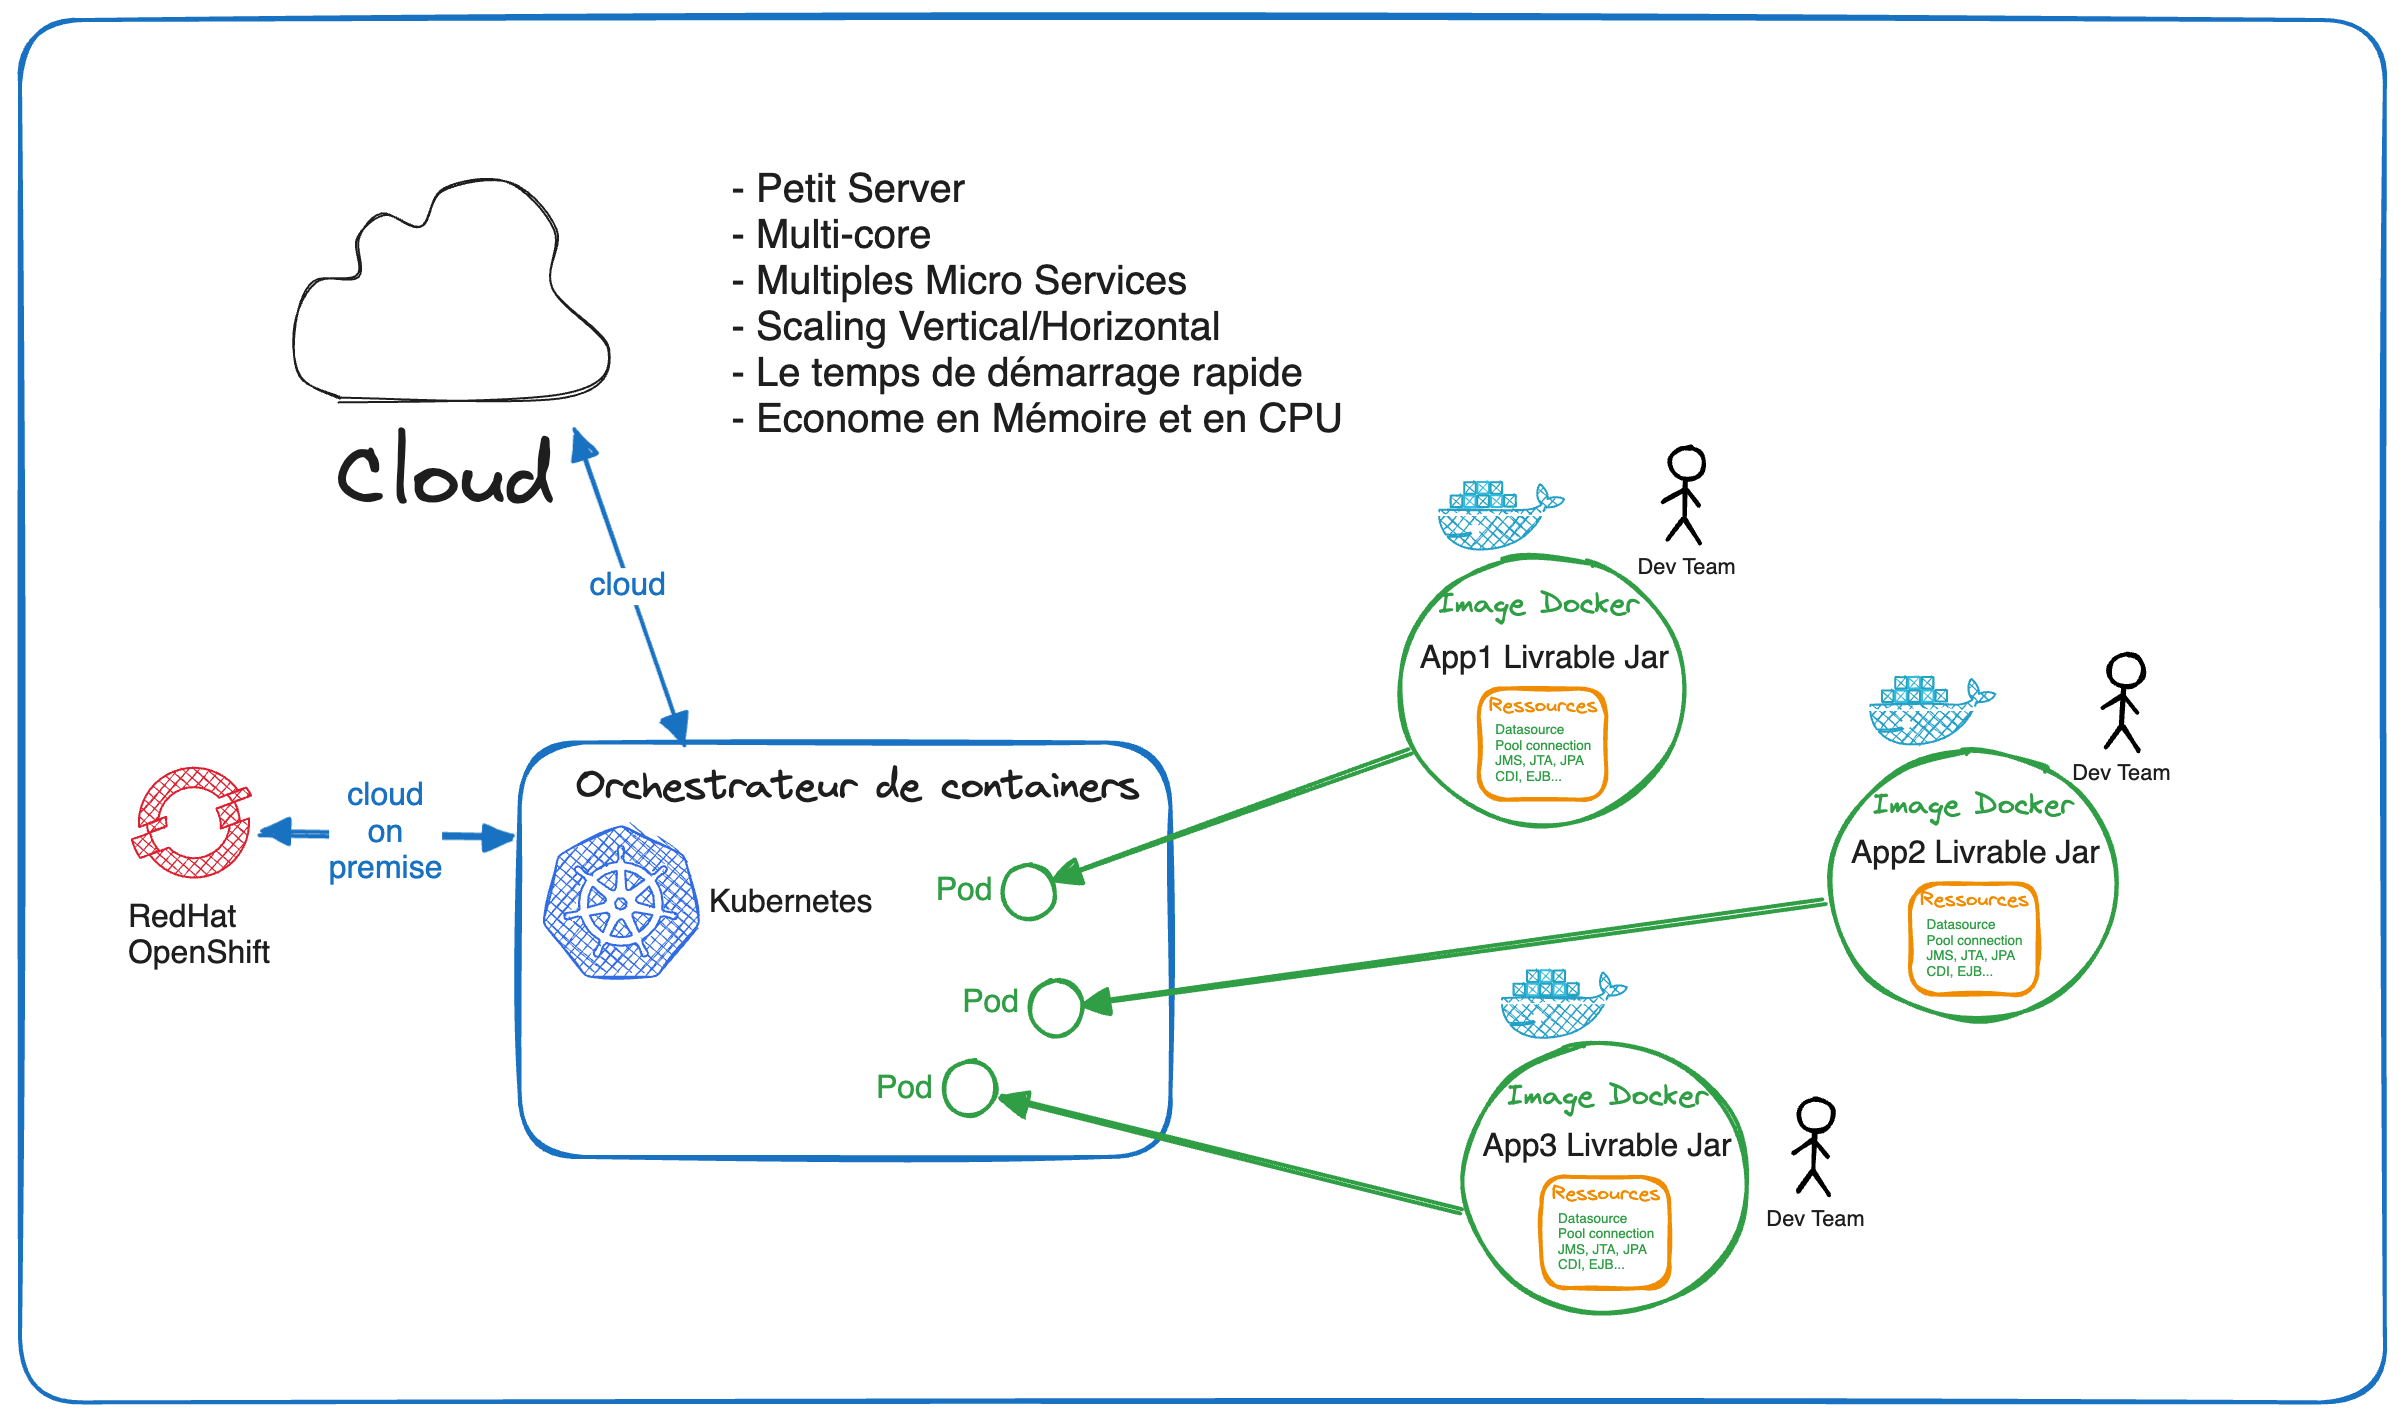 - Petit Server
- Multi-core
- Multiples Micro Services
- Scaling Vertical/Horizontal
- Le temps de démarrage rapide
- Econome en Mémoire et en CPU
Cloud
cloud
cloud
on
premise
RedHat
OpenShift
Orchestrateur de containers
Kubernetes
Pod
Pod
Pod
Dev Team
Image Docker
App1 Livrable Jar
Ressources
Datasource
Pool connection
JMS, JTA, JPA
CDI, EJB...
Dev Team
Image Docker
App2 Livrable Jar
Ressources
Datasource
Pool connection
JMS, JTA, JPA
CDI, EJB...
Image Docker
App3 Livrable Jar
Ressources
Datasource
Pool connection
JMS, JTA, JPA
CDI, EJB...
Dev Team